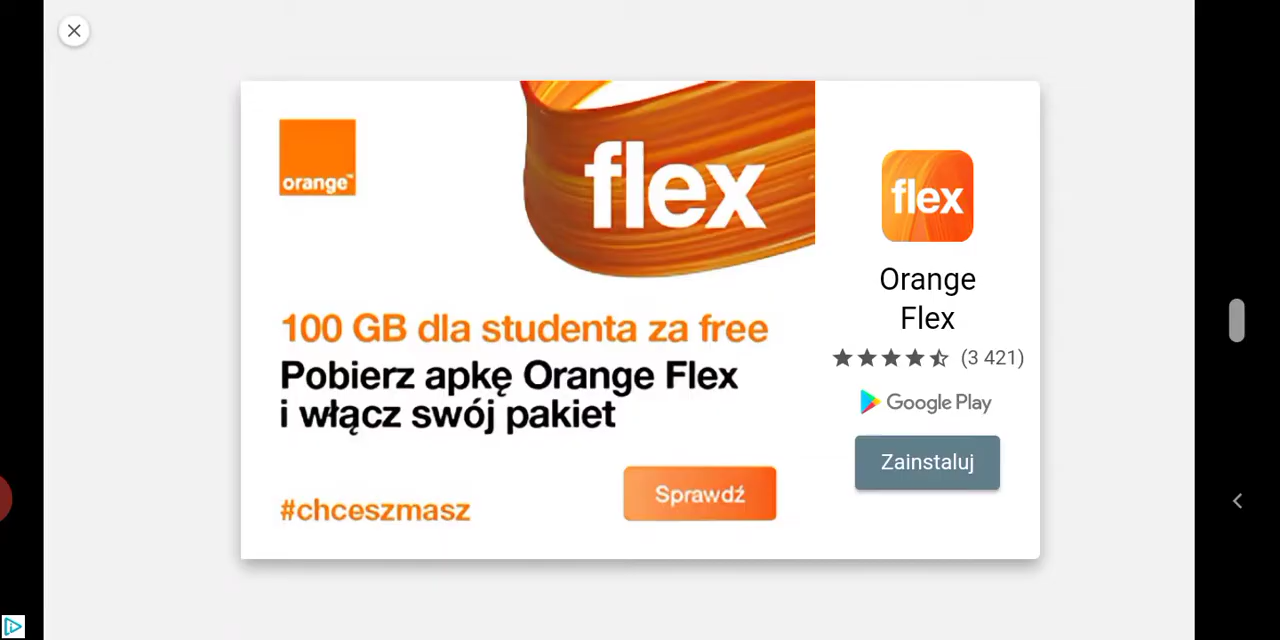 orange™
flex
100 GB dla studenta za free
Pobierz apkę Orange Flex
i włącz swój pakiet
#chceszmasz
Sprawdź
flex
Orange
Flex
(3 421)
Google Play
Zainstaluj